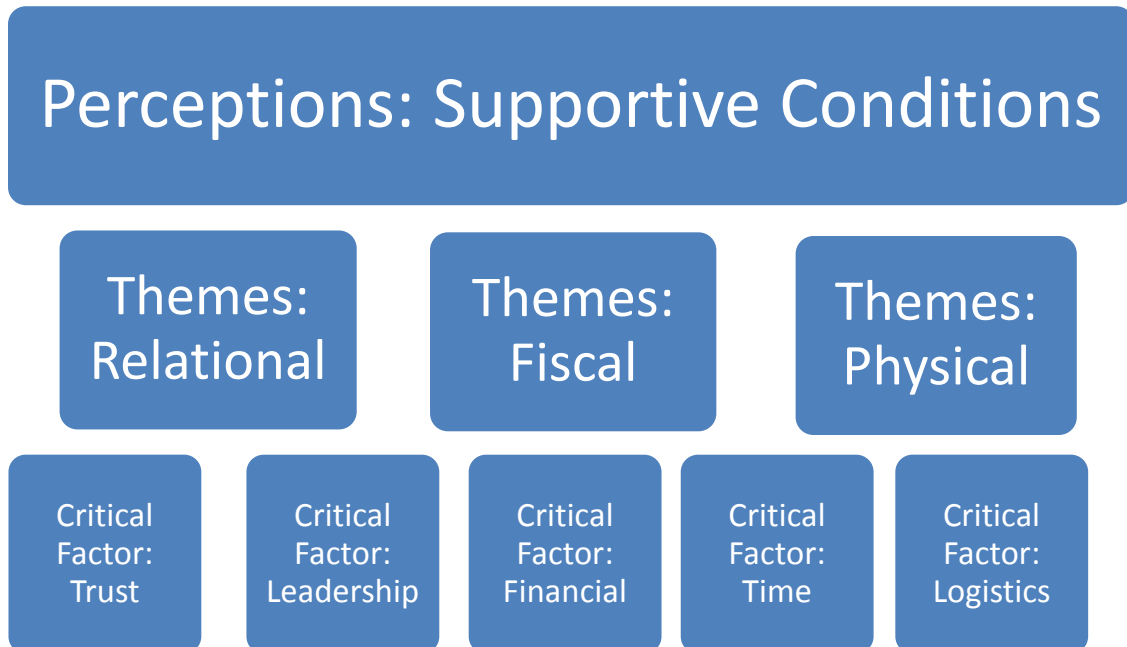 Perceptions: Supportive Conditions
Themes:
Relational
Themes:
Fiscal
Themes:
Physical
Critical
Factor:
Trust
Critical
Factor:
Leadership
Critical
Factor:
Financial
Critical
Factor:
Time
Critical
Factor:
Logistics